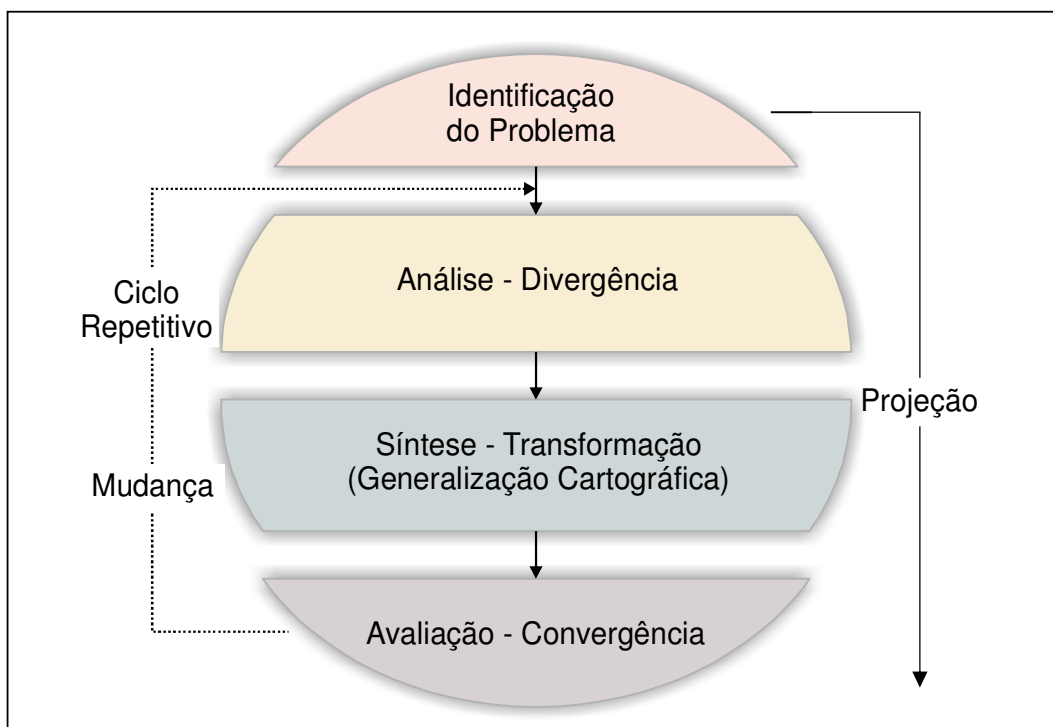 Identificação
do Problema
Análise - Divergência
Ciclo
Repetitivo
Projeção
Síntese - Transformação
(Generalização Cartográfica)
Mudança
Avaliação - Convergência